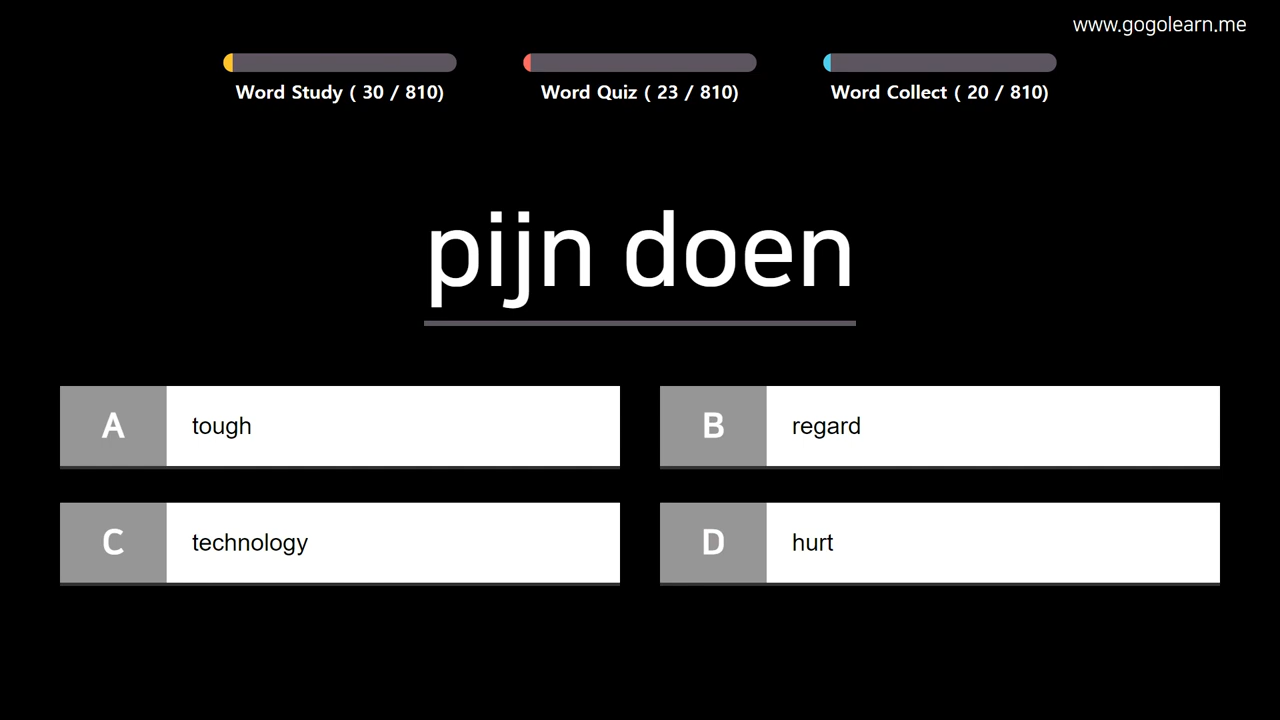 www.gogolearn.me
Word Study ( 30 / 810)
Word Quiz ( 23 / 810)
Word Collect ( 20 / 810)
pijn doen
A tough
B regard
C technology
D hurt